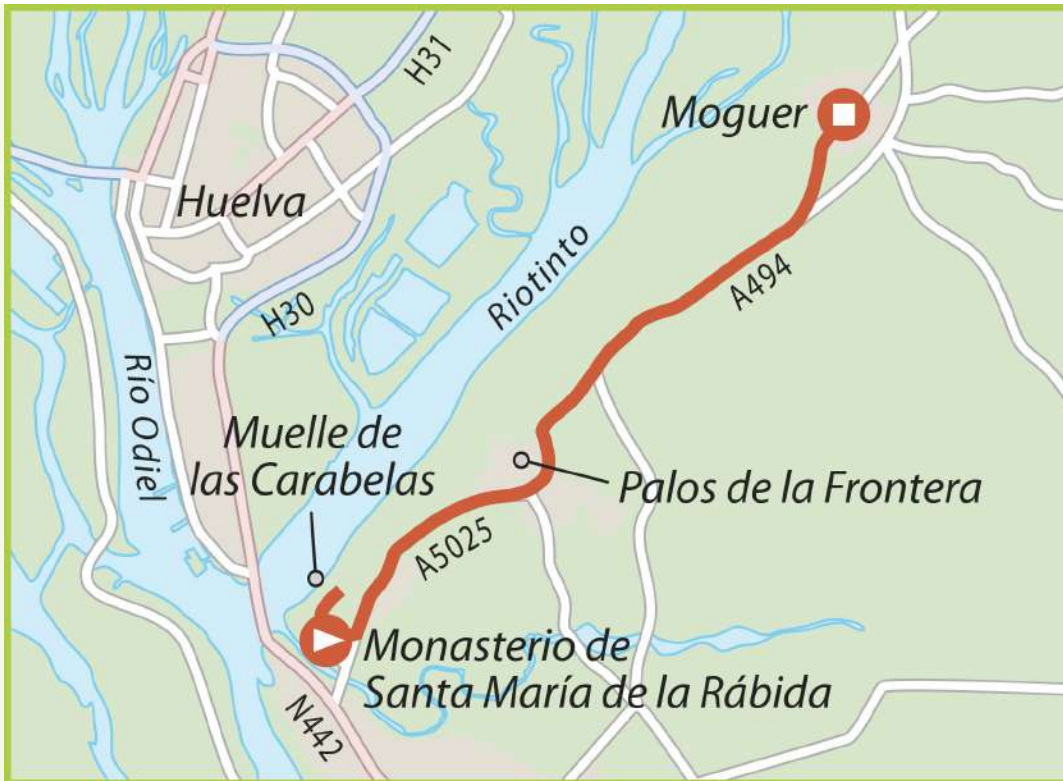 H31
Moguer
Huelva
Riotinto
A494
H30
Río Odiel
Muelle de
las Carabelas
Palos de la Frontera
A5025
Monasterio de
Santa María de la Rábida
N442